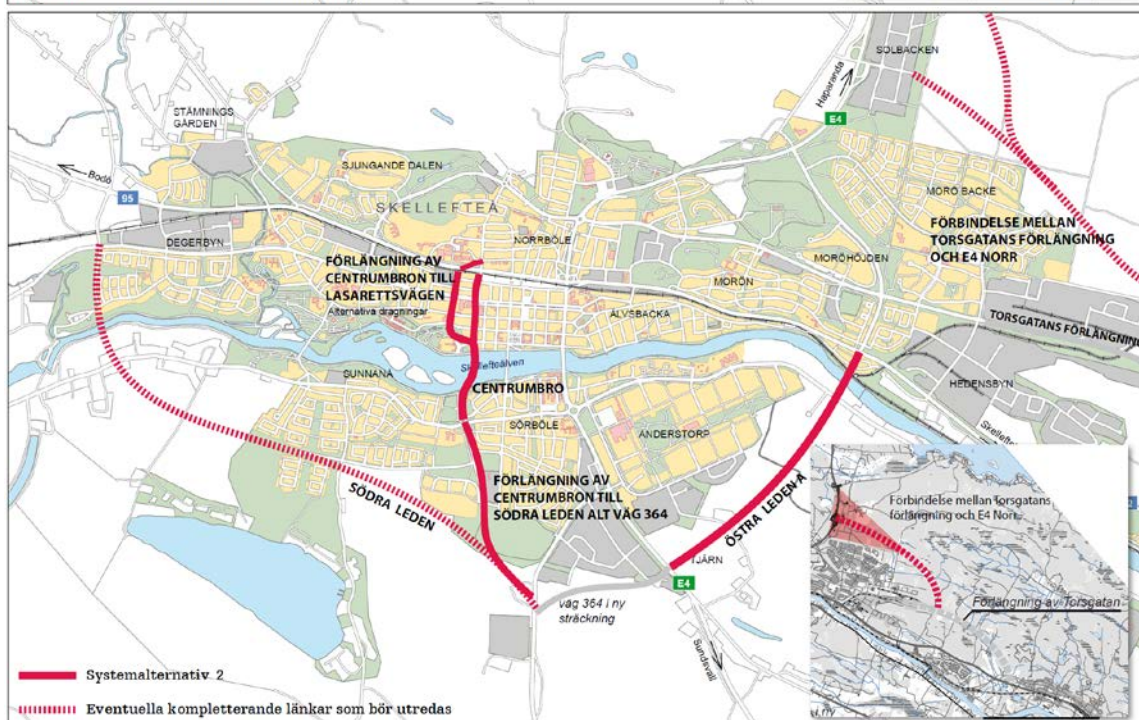 SOLBACKEN
Haparanda
E4
STÄMNINGS
GÅRDEN
SJUNGANDE DALEN
Bodö
95
SKELLEFTEÅ
MORÖ BACKE
DEGERBYN
NORRBÖLE
FÖRBINDELSE MELLAN
TORSGATANS FÖRLÄNGNING
OCH E4 NORR
FÖRLÄNGNING AV
CENTRUMBRON TILL
LASARETTSVÄGEN
Alternativa dragningar
MORÖHÖJDEN
MORÖN
ÄLVSBACKA
TORSGATANS FÖRLÄNGNING
Skellefteälven
SUNNANÅ
HEDENSBYN
CENTRUMBRO
SÖRBÖLE
ANDERSTORP
Skellefte
FÖRLÄNGNING AV
CENTRUMBRON TILL
SÖDRA LEDEN ALT VÄG 364
SÖDRA LEDEN
ÖSTRA LEDEN A
Förbindelse mellan Torsgatans
förlängning och E4 Norr
TJÄRN
E4
väg 364 i ny
sträckning
Förlängning av Torsgatan
Sundsvall
Systemalternativ 2
Eventuella kompletterande länkar som bör utredas
i ny